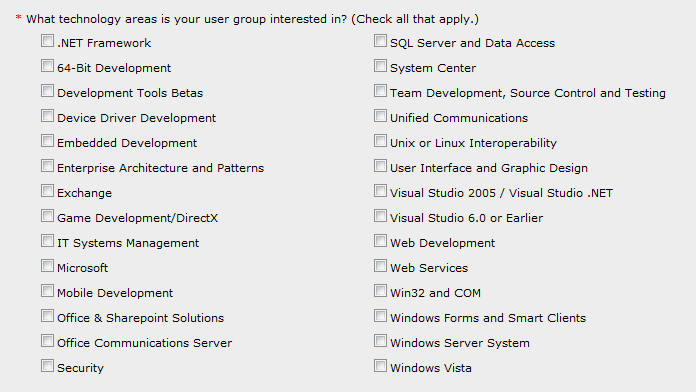 * What technology areas is your user group interested in? (Check all that apply.)
.NET Framework
64-Bit Development
Development Tools Betas
Device Driver Development
Embedded Development
Enterprise Architecture and Patterns
Exchange
Game Development/DirectX
IT Systems Management
Microsoft
Mobile Development
Office & Sharepoint Solutions
Office Communications Server
Security
SQL Server and Data Access
System Center
Team Development, Source Control and Testing
Unified Communications
Unix or Linux Interoperability
User Interface and Graphic Design
Visual Studio 2005 / Visual Studio .NET
Visual Studio 6.0 or Earlier
Web Development
Web Services
Win32 and COM
Windows Forms and Smart Clients
Windows Server System
Windows Vista